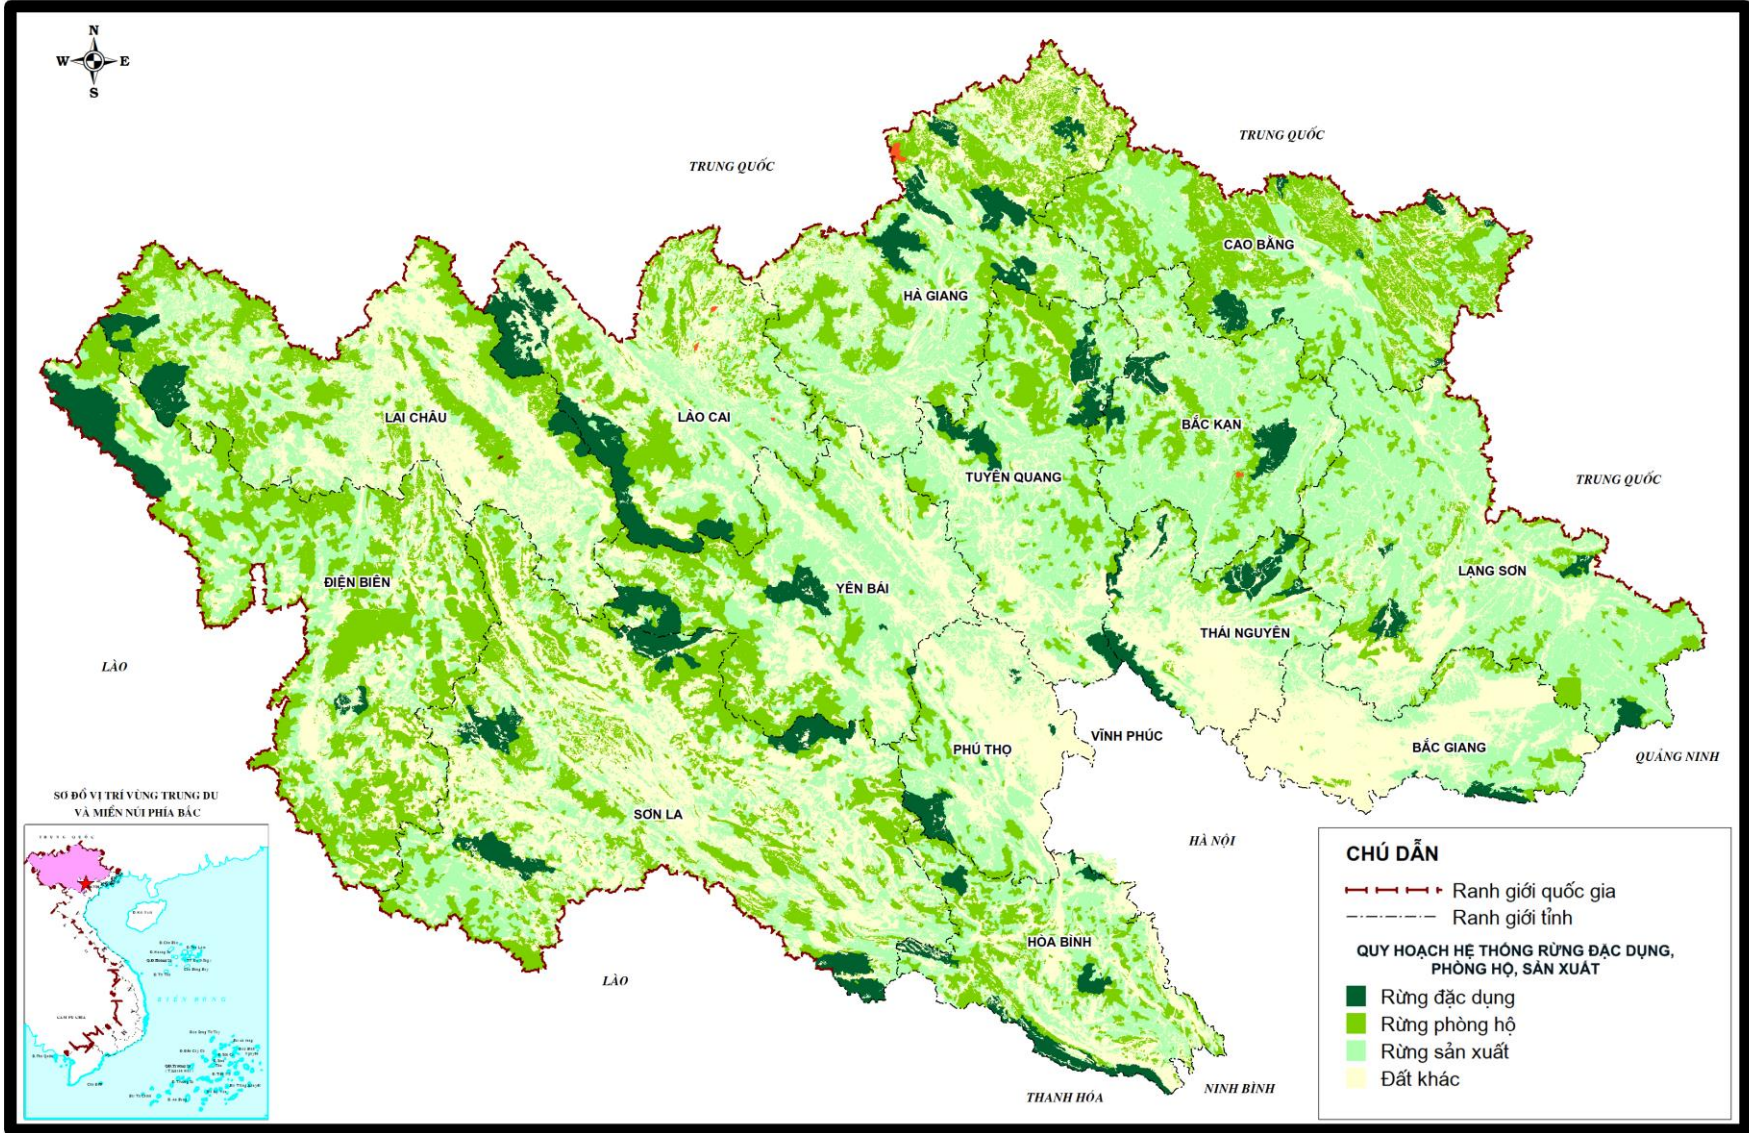 N
W E
S
TRUNG QUỐC
TRUNG QUỐC
CAO BẰNG
HÀ GIANG
LAI CHÂU
LÀO CAI
BẮC KẠN
TUYÊN QUANG
TRUNG QUỐC
ĐIỆN BIÊN
YÊN BÁI
LẠNG SƠN
THÁI NGUYÊN
LÀO
VĨNH PHÚC
PHÚ THỌ
BẮC GIANG
QUẢNG NINH
SƠN LA
HÀ NỘI
HÒA BÌNH
LÀO
THANH HÓA
NINH BÌNH
SƠ ĐỒ VỊ TRÍ VÙNG TRUNG DU
VÀ MIỀN NÚI PHÍA BẮC
TRUNG QUỐC
BIỂN ĐÔNG
CHÚ DẪN
Ranh giới quốc gia
Ranh giới tỉnh
QUY HOẠCH HỆ THỐNG RỪNG ĐẶC DỤNG,
PHÒNG HỘ, SẢN XUẤT
Rừng đặc dụng
Rừng phòng hộ
Rừng sản xuất
Đất khác